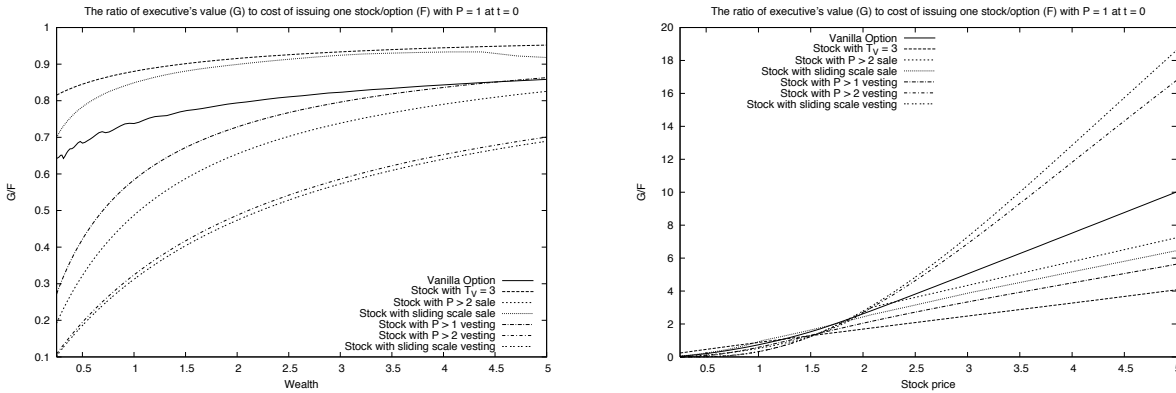 The ratio of executive's value (G) to cost of issuing one stock/option (F) with P = 1 at t = 0
1
0.9
0.8
0.7
0.6
0.5
0.4
0.3
0.2
0.1
G/F
Vanilla Option
Stock with T_V = 3
Stock with P > 2 sale
Stock with sliding scale sale
Stock with P > 1 vesting
Stock with P > 2 vesting
Stock with sliding scale vesting
0.5 1 1.5 2 2.5 3 3.5 4 4.5 5
Wealth
The ratio of executive's value (G) to cost of issuing one stock/option (F) with P = 1 at t = 0
20
18
16
14
12
10
8
6
4
2
0
G/F
Vanilla Option
Stock with T_V = 3
Stock with P > 2 sale
Stock with sliding scale sale
Stock with P > 1 vesting
Stock with P > 2 vesting
Stock with sliding scale vesting
0.5 1 1.5 2 2.5 3 3.5 4 4.5 5
Stock price